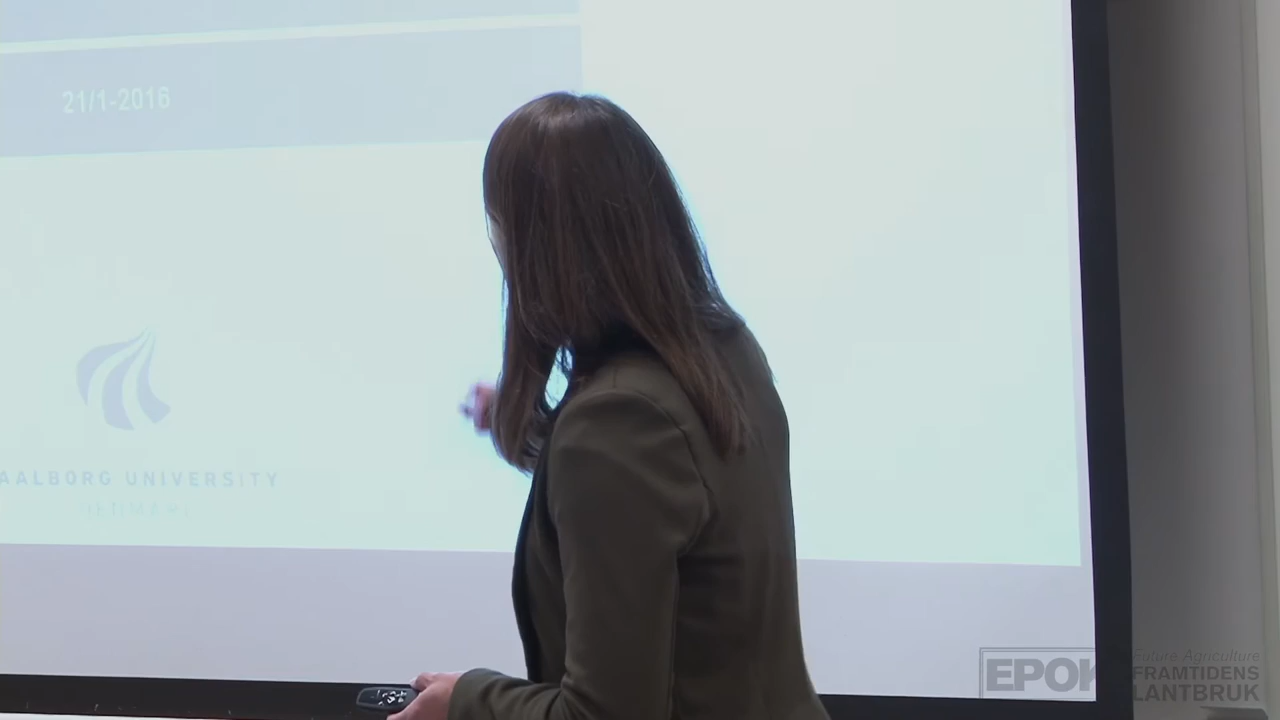 21/1-2016
AALBORG UNIVERSITY
EPOK
Future Agriculture
FRAMTIDENS
LANTBRUK